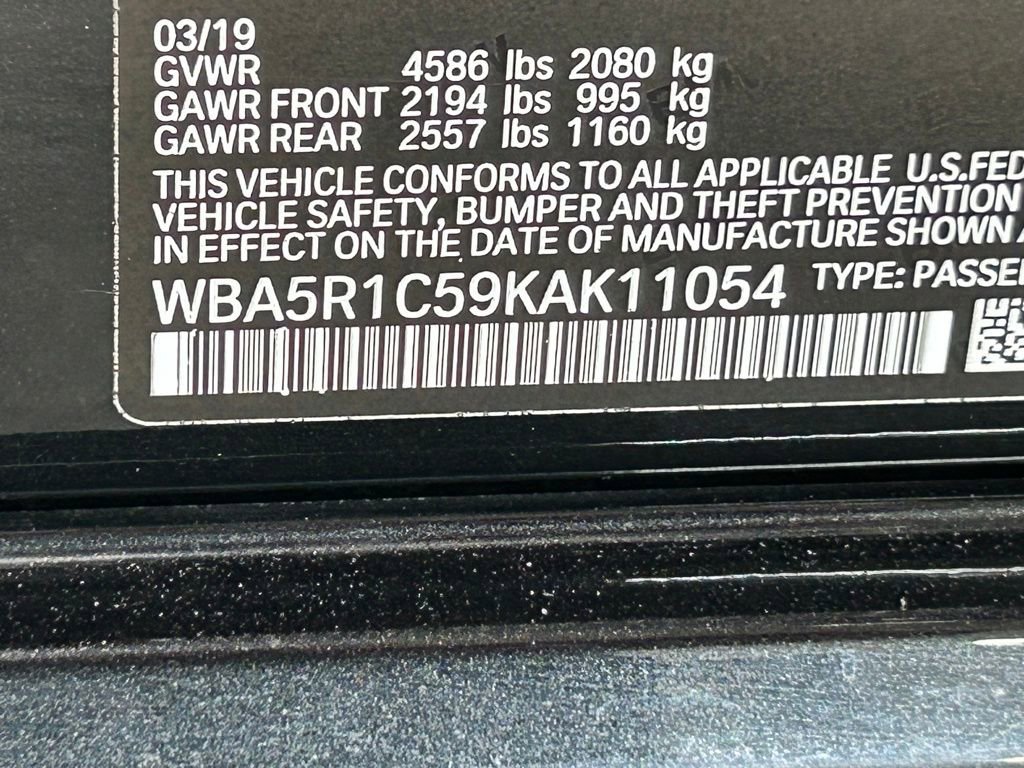 03/19
GVWR 4586 lbs 2080 kg
GAWR FRONT 2194 lbs 995 kg
GAWR REAR 2557 lbs 1160 kg
THIS VEHICLE CONFORMS TO ALL APPLICABLE U.S.FED
VEHICLE SAFETY, BUMPER AND THEFT PREVENTION
IN EFFECT ON THE DATE OF MANUFACTURE SHOWN
WBA5R1C59KAK11054 TYPE: PASSE